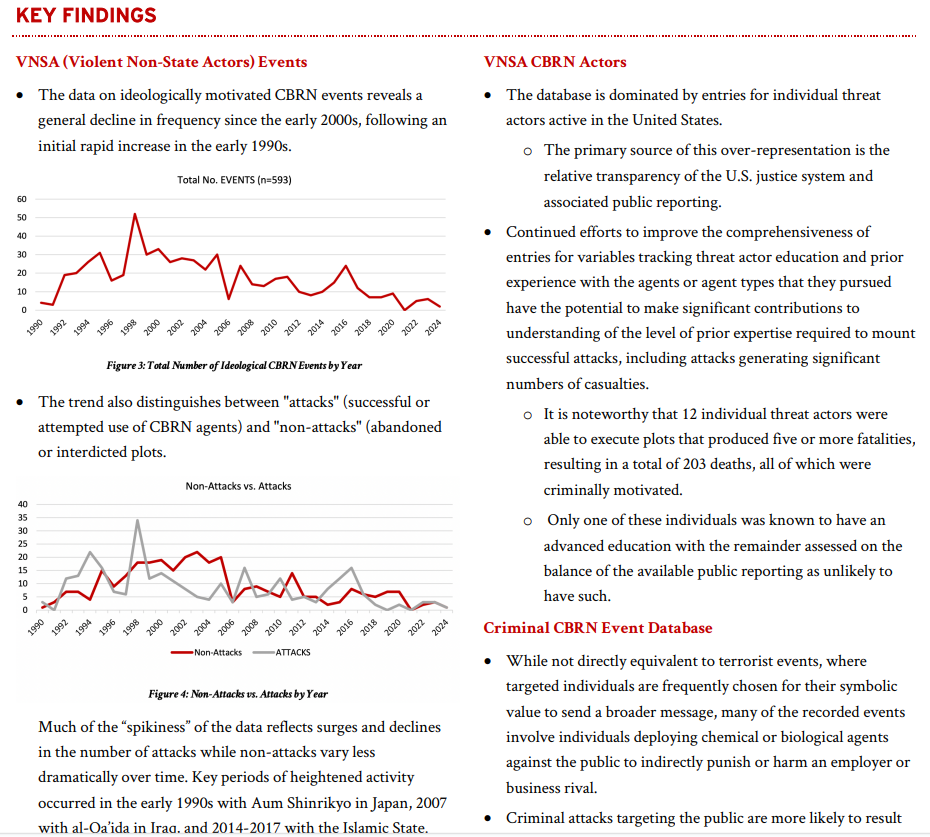 KEY FINDINGS
VNSA (Violent Non-State Actors) Events
● The data on ideologically motivated CBRN events reveals a
general decline in frequency since the early 2000s, following an
initial rapid increase in the early 1990s.
Total No. EVENTS (n=593)
60
50
40
30
20
10
0
1990 1992 1994 1996 1998 2000 2002 2004 2006 2008 2010 2012 2014 2016 2018 2020 2022 2024
Figure 3: Total Number of Ideological CBRN Events by Year
● The trend also distinguishes between "attacks" (successful or
attempted use of CBRN agents) and "non-attacks" (abandoned
or interdicted plots.
Non-Attacks vs. Attacks
40
35
30
25
20
15
10
5
0
1990 1992 1994 1996 1998 2000 2002 2004 2006 2008 2010 2012 2014 2016 2018 2020 2022 2024
Non-Attacks ATTACKS
Figure 4: Non-Attacks vs. Attacks by Year
Much of the “spikiness” of the data reflects surges and declines
in the number of attacks while non-attacks vary less
dramatically over time. Key periods of heightened activity
occurred in the early 1990s with Aum Shinrikyo in Japan, 2007
with al-Qa’ida in Iraq, and 2014-2017 with the Islamic State.
VNSA CBRN Actors
● The database is dominated by entries for individual threat
actors active in the United States.
o The primary source of this over-representation is the
relative transparency of the U.S. justice system and
associated public reporting.
● Continued efforts to improve the comprehensiveness of
entries for variables tracking threat actor education and prior
experience with the agents or agent types that they pursued
have the potential to make significant contributions to
understanding of the level of prior expertise required to mount
successful attacks, including attacks generating significant
numbers of casualties.
o It is noteworthy that 12 individual threat actors were
able to execute plots that produced five or more fatalities,
resulting in a total of 203 deaths, all of which were
criminally motivated.
o Only one of these individuals was known to have an
advanced education with the remainder assessed on the
balance of the available public reporting as unlikely to
have such.
Criminal CBRN Event Database
● While not directly equivalent to terrorist events, where
targeted individuals are frequently chosen for their symbolic
value to send a broader message, many of the recorded events
involve individuals deploying chemical or biological agents
against the public to indirectly punish or harm an employer or
business rival.
● Criminal attacks targeting the public are more likely to result